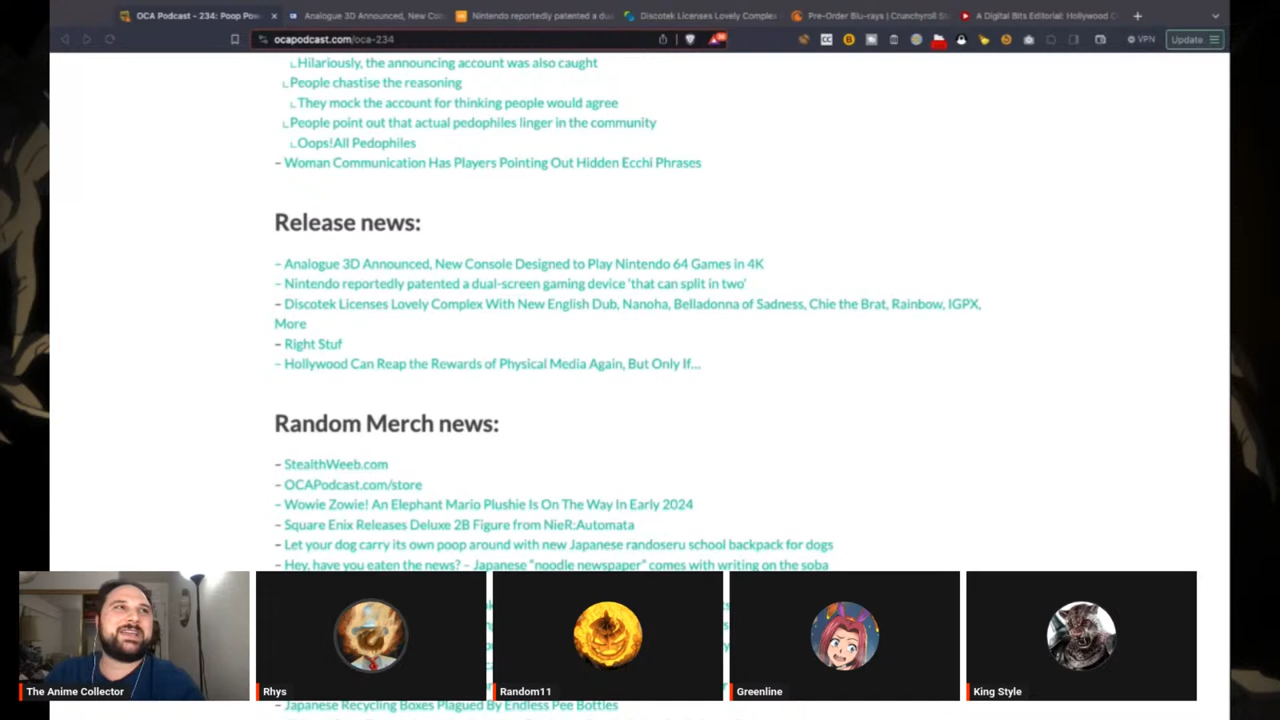 OCA Podcast - 234: Poop Pow
Analogue 3D Announced, New Con
Nintendo reportedly patented a du
Discotek Licenses Lovely Complex
Pre-Order Blu-rays | Crunchyroll S
A Digital Bits Editorial: Hollywood C
ocapodcast.com/oca-234
VPN
Update
Hilariously, the announcing account was also caught
People chastise the reasoning
They mock the account for thinking people would agree
People point out that actual pedophiles linger in the community
Oops!All Pedophiles
– Woman Communication Has Players Pointing Out Hidden Ecchi Phrases
Release news:
– Analogue 3D Announced, New Console Designed to Play Nintendo 64 Games in 4K
– Nintendo reportedly patented a dual-screen gaming device 'that can split in two'
– Discotek Licenses Lovely Complex With New English Dub, Nanoha, Belladonna of Sadness, Chie the Brat, Rainbow, IGPX,
More
– Right Stuf
– Hollywood Can Reap the Rewards of Physical Media Again, But Only If...
Random Merch news:
– StealthWeeb.com
– OCAPodcast.com/store
– Wowie Zowie! An Elephant Mario Plushie Is On The Way In Early 2024
– Square Enix Releases Deluxe 2B Figure from NieR:Automata
– Let your dog carry its own poop around with new Japanese randoseru school backpack for dogs
– Hey, have you eaten the news? – Japanese "noodle newspaper" comes with writing on the soba
The Anime Collector
Rhys
Random11
Greenline
King Style
Japanese Recycling Boxes Plagued By Endless Pee Bottles